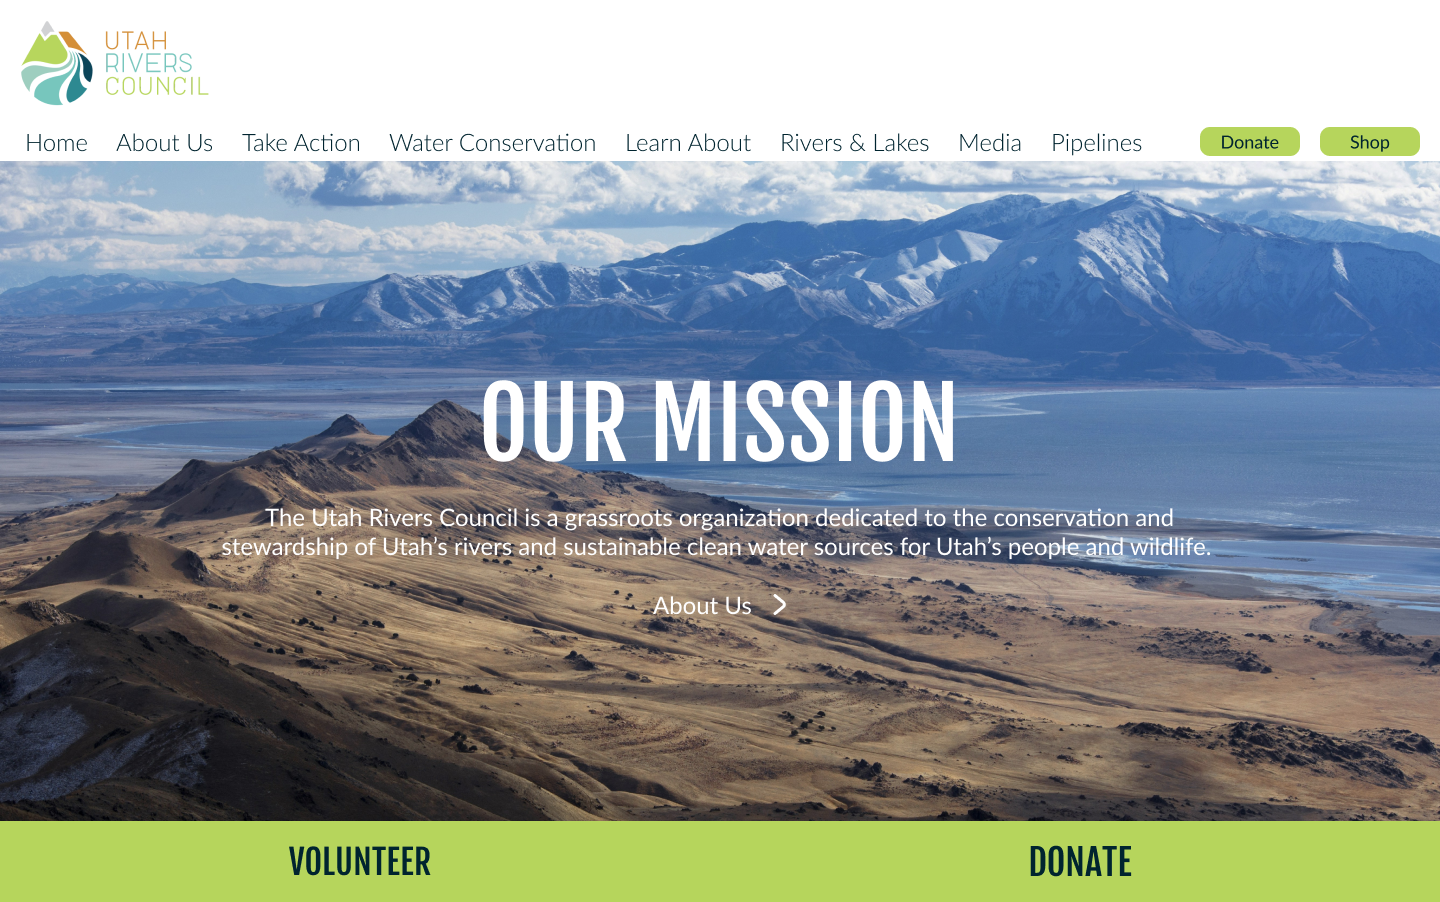 UTAH
RIVERS
COUNCIL
Home About Us Take Action Water Conservation Learn About Rivers & Lakes Media Pipelines Donate Shop
OUR MISSION
The Utah Rivers Council is a grassroots organization dedicated to the conservation and
stewardship of Utah’s rivers and sustainable clean water sources for Utah’s people and wildlife.
About Us
VOLUNTEER DONATE